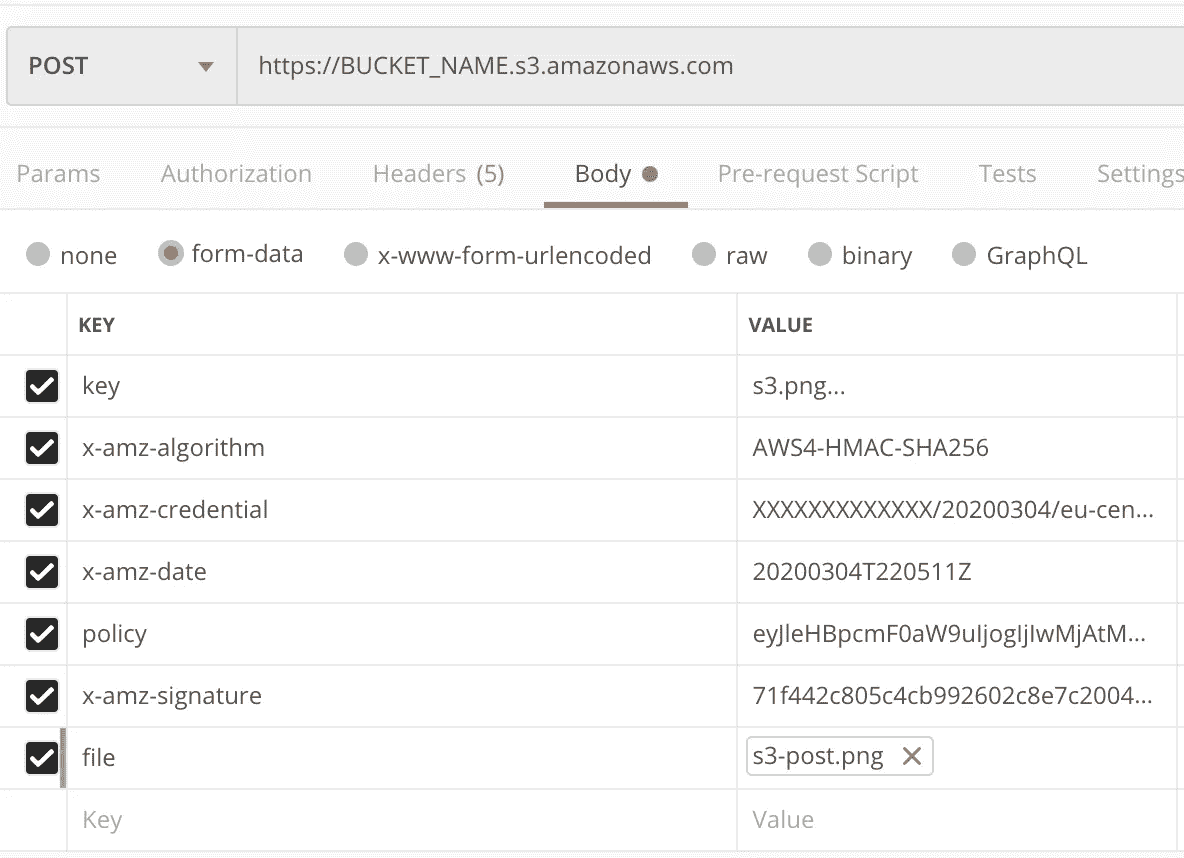 POST https://BUCKET_NAME.s3.amazonaws.com
Params Authorization Headers (5) Body Pre-request Script Tests Settings
none form-data x-www-form-urlencoded raw binary GraphQL
KEY VALUE
key s3.png...
x-amz-algorithm AWS4-HMAC-SHA256
x-amz-credential XXXXXXXXXXXXX/20200304/eu-cen...
x-amz-date 20200304T220511Z
policy eyJleHBpcmF0aW9uIjogIjIwMjAtM...
x-amz-signature 71f442c805c4cb992602c8e7c2004...
file s3-post.png
Key Value